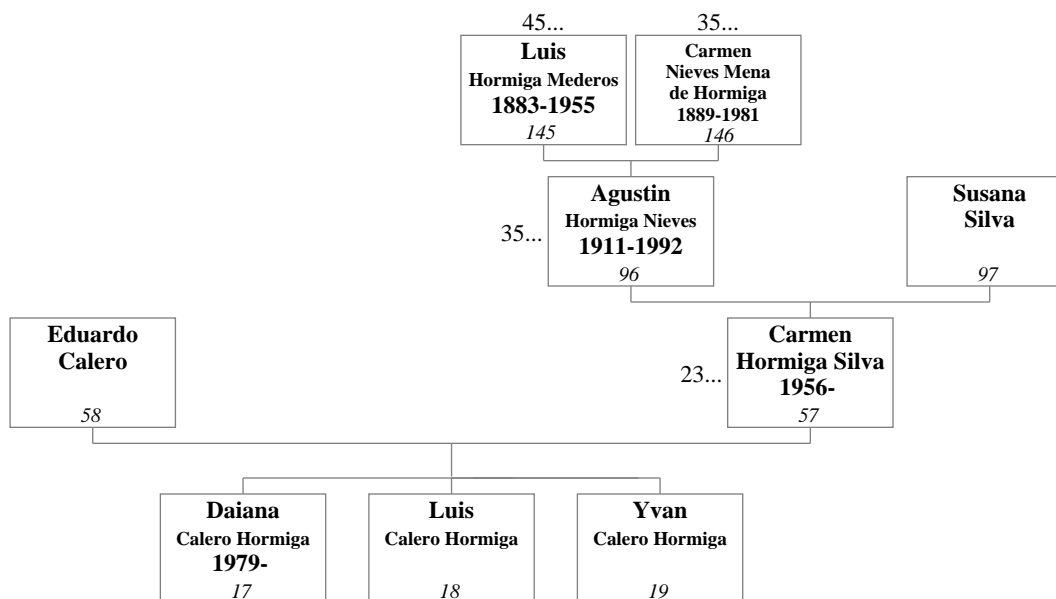 45...
35...
Luis
Hormiga Mederos
1883-1955
145
Carmen
Nieves Mena
de Hormiga
1889-1981
146
35...
Agustin
Hormiga Nieves
1911-1992
96
Susana
Silva
97
Eduardo
Calero
58
23...
Carmen
Hormiga Silva
1956-
57
Daiana
Calero Hormiga
1979-
17
Luis
Calero Hormiga
18
Yvan
Calero Hormiga
19